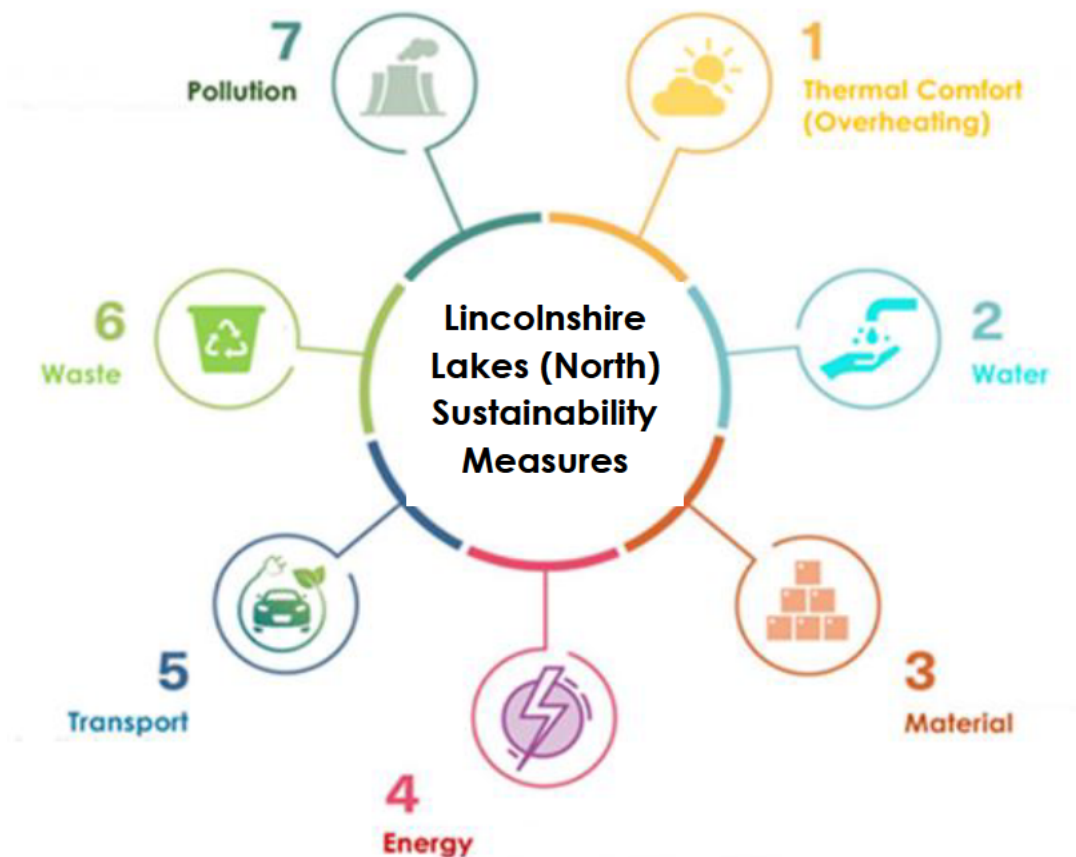 Lincolnshire
Lakes (North)
Sustainability
Measures
1
Thermal Comfort
(Overheating)
2
Water
3
Material
4
Energy
5
Transport
6
Waste
7
Pollution